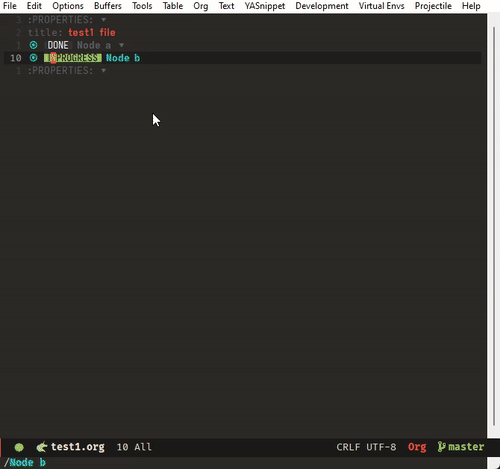 File Edit Options Buffers Tools Table Org Text YASnippet Development Virtual Envs Projectile Help
3 :PROPERTIES: ▾
2 title: test1 file
1 DONE Node a ▾
10 INPROGRESS Node b
1 :PROPERTIES: ▾
test1.org 10 All CRLF UTF-8 Org master
/Node b